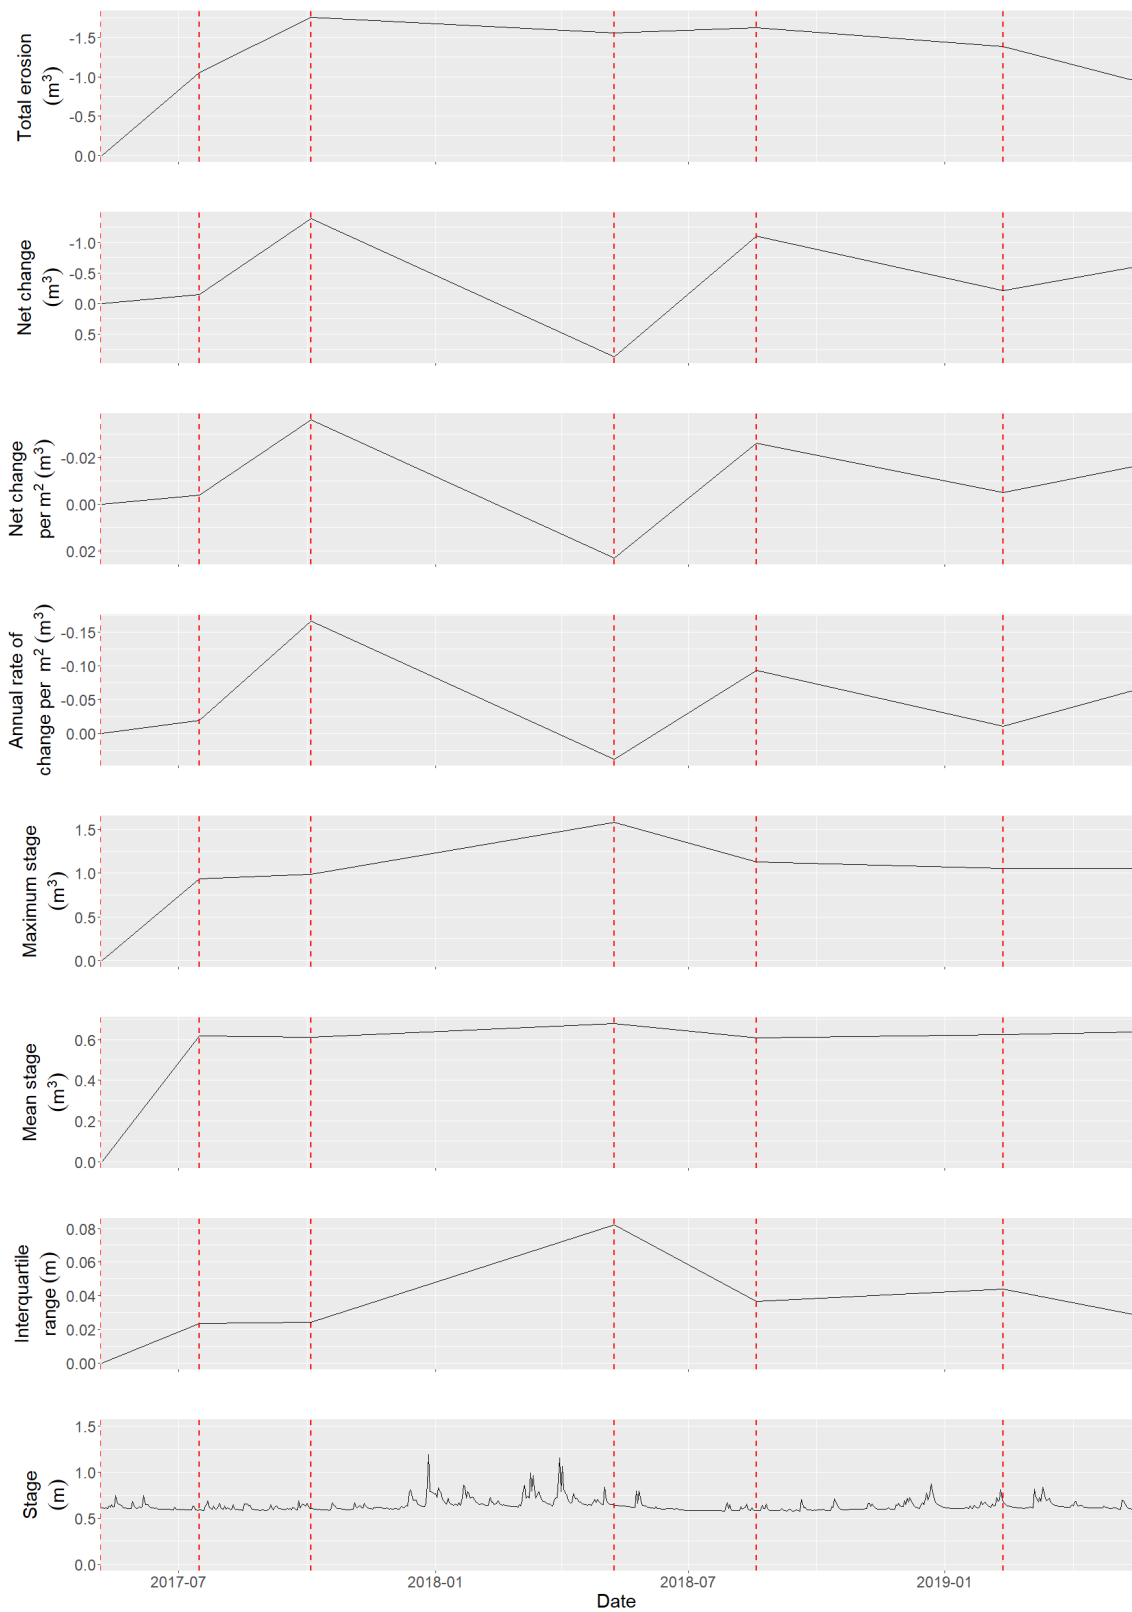 Total erosion
(m³)
-1.5
-1.0
-0.5
0.0
Net change
(m³)
-1.0
-0.5
0.0
0.5
Net change
per m² (m³)
-0.02
0.00
0.02
Annual rate of
change per m² (m³)
-0.15
-0.10
-0.05
0.00
Maximum stage
(m³)
1.5
1.0
0.5
0.0
Mean stage
(m³)
0.6
0.4
0.2
0.0
Interquartile
range (m)
0.08
0.06
0.04
0.02
0.00
Stage
(m)
1.5
1.0
0.5
0.0
2017-07
2018-01
2018-07
2019-01
Date